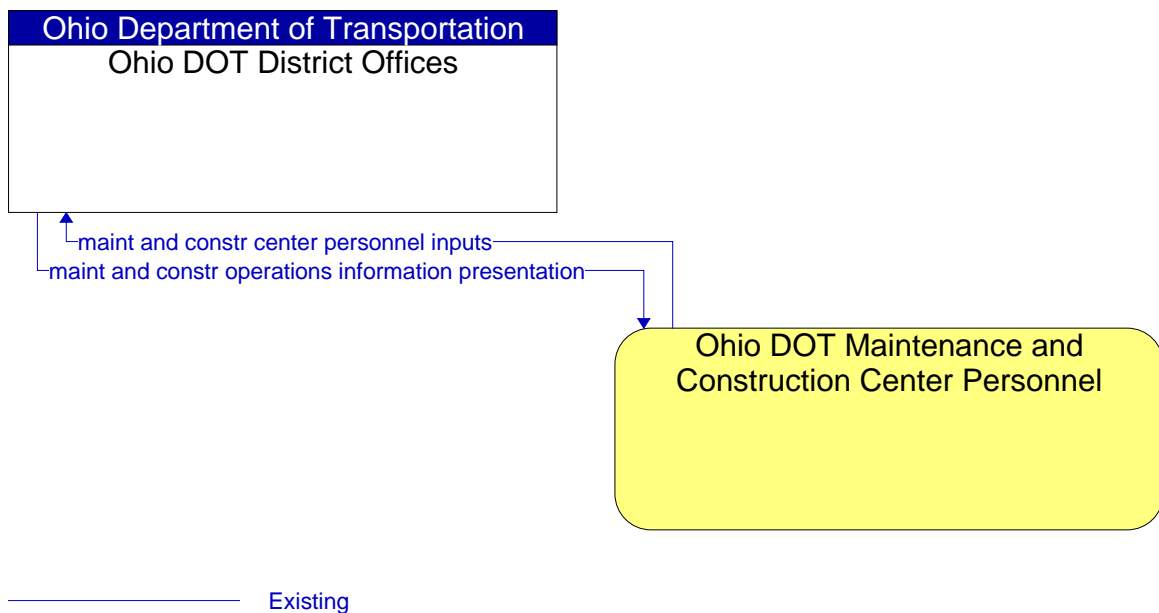 Ohio Department of Transportation
Ohio DOT District Offices
maint and constr center personnel inputs
maint and constr operations information presentation
Ohio DOT Maintenance and
Construction Center Personnel
Existing